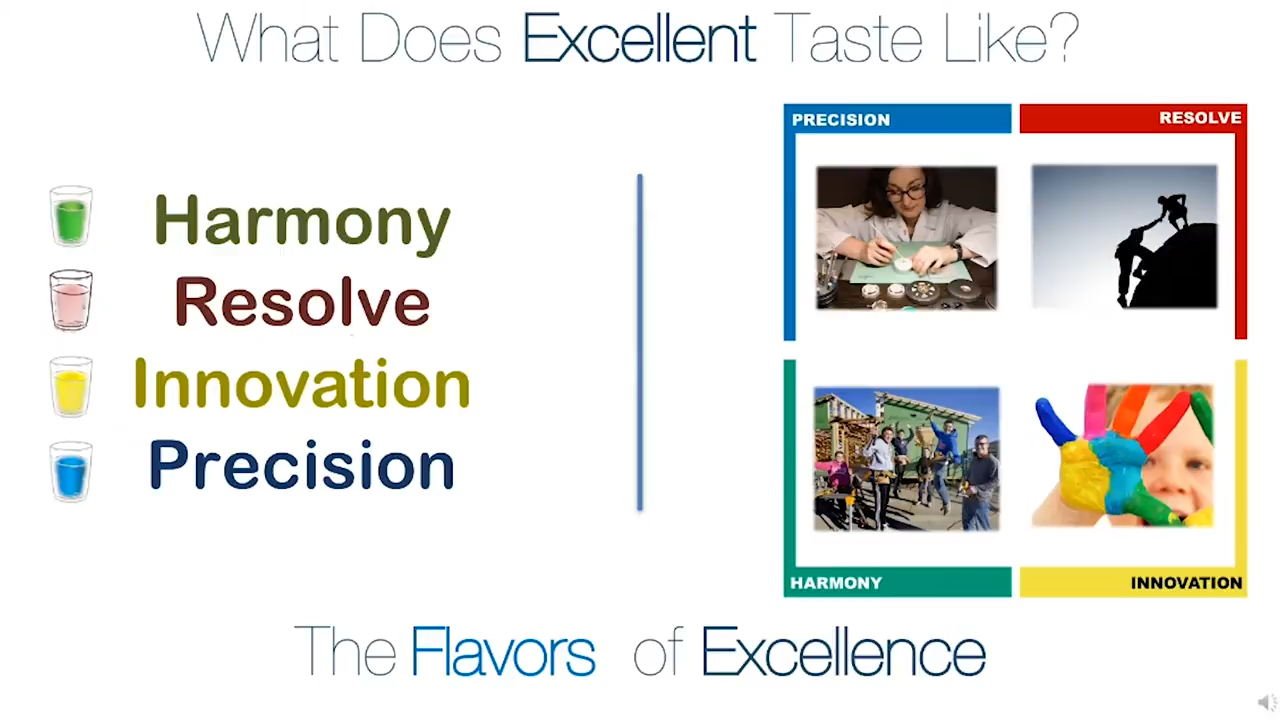 What Does Excellent Taste Like?
Harmony
Resolve
Innovation
Precision
PRECISION
RESOLVE
HARMONY
INNOVATION
The Flavors of Excellence